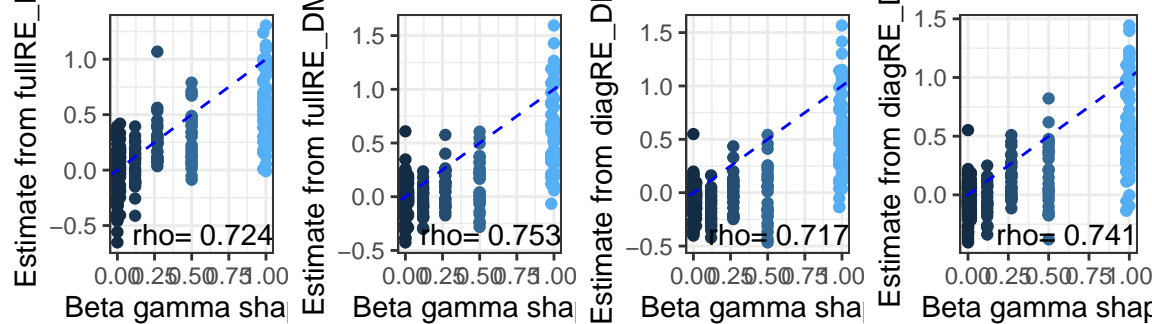 Estimate from fullRE_
1.0
0.5
0.0
−0.5
rho= 0.724
0.00 0.25 0.50 0.75 1.00
Beta gamma shap
Estimate from fullRE_DM
1.5
1.0
0.5
0.0
−0.5
rho= 0.753
0.00 0.25 0.50 0.75 1.00
Beta gamma shap
Estimate from diagRE_D
1.5
1.0
0.5
0.0
−0.5
rho= 0.717
0.00 0.25 0.50 0.75 1.00
Beta gamma shap
Estimate from diagRE_D
1.5
1.0
0.5
0.0
rho= 0.741
0.00 0.25 0.50 0.75 1.00
Beta gamma shap